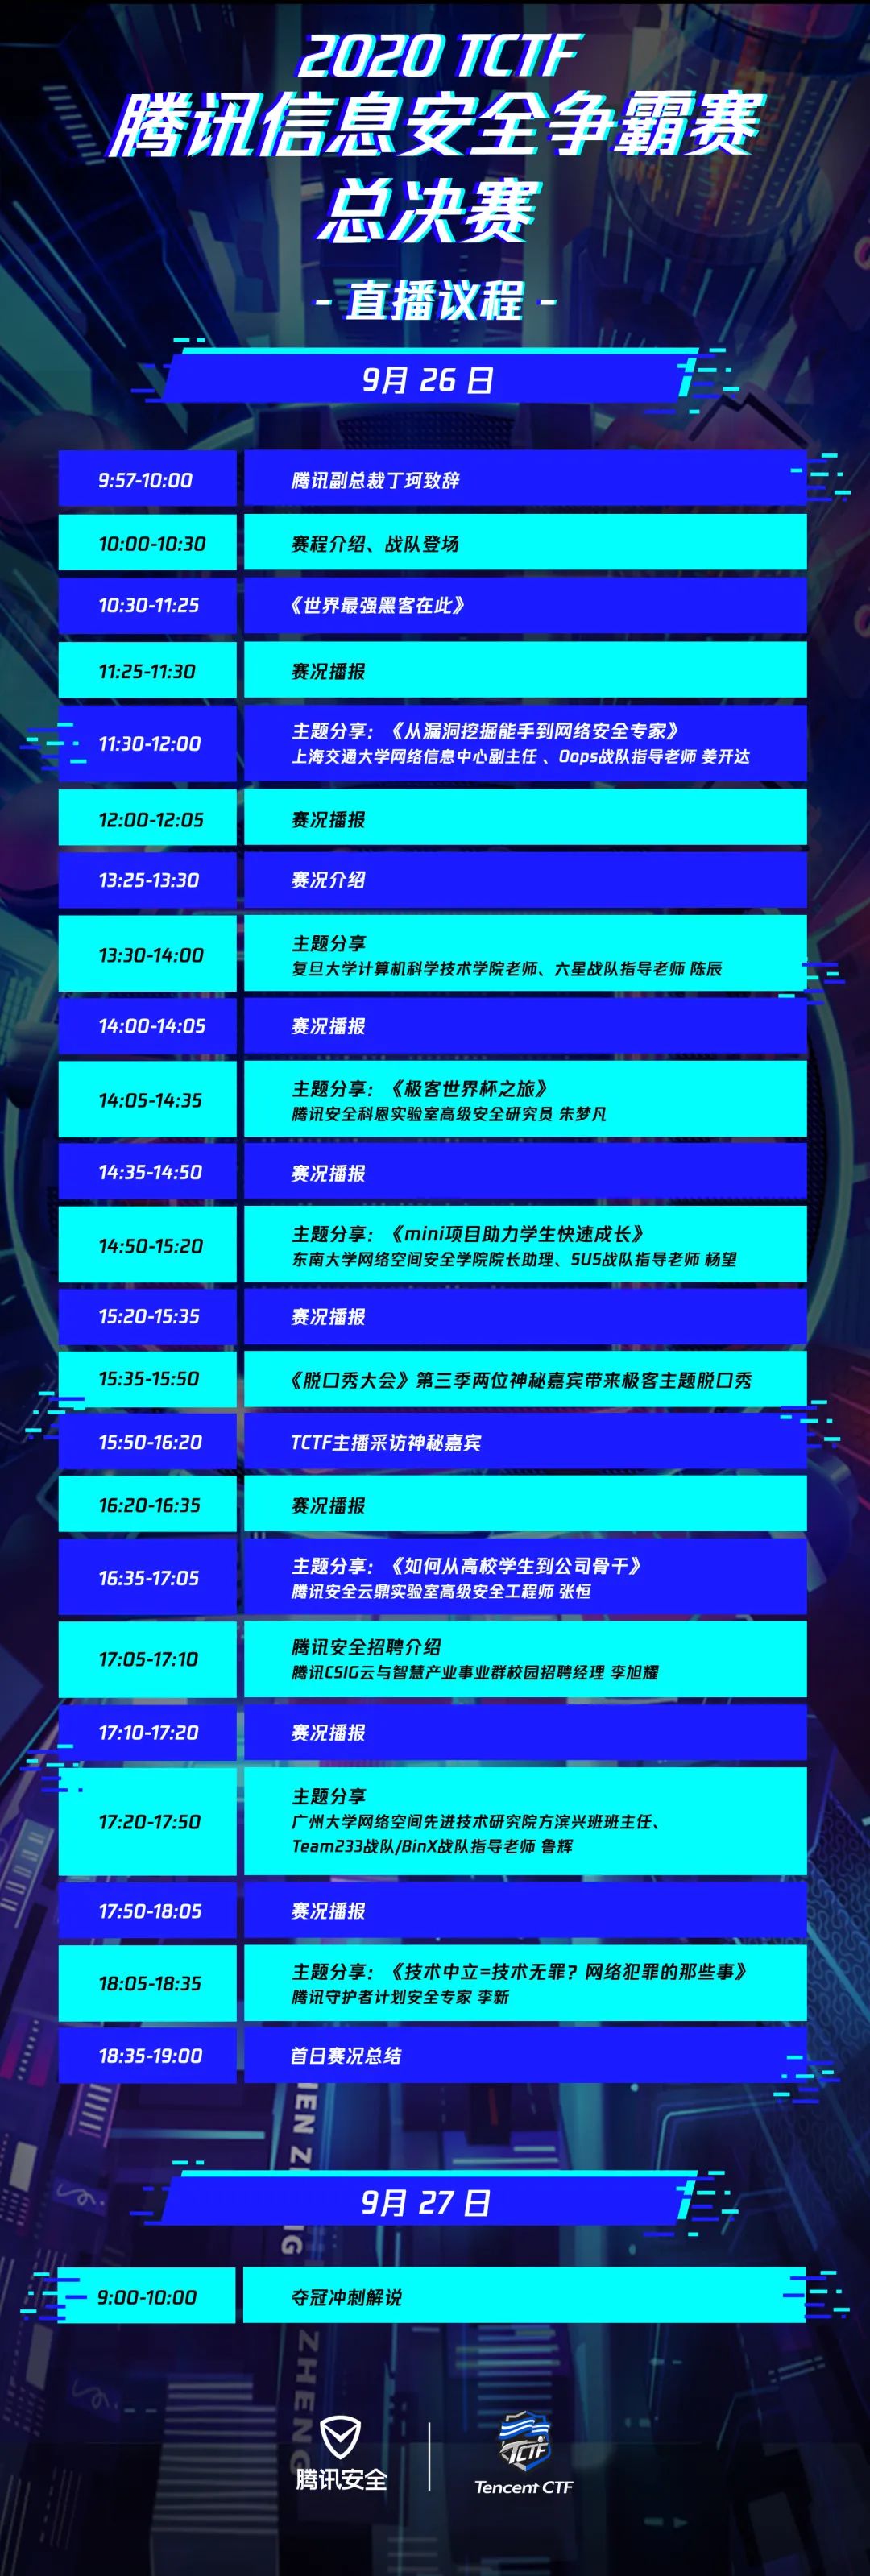 2020 TCTF
腾讯信息安全争霸赛
总决赛
- 直播议程 -
9月 26 日
9:57-10:00
腾讯副总裁丁珂致辞
10:00-10:30
赛程介绍、战队登场
10:30-11:25
《世界最强黑客在此》
11:25-11:30
赛况播报
11:30-12:00
主题分享：《从漏洞挖掘能手到网络安全专家》
上海交通大学网络信息中心副主任 、0ops战队指导老师 姜开达
12:00-12:05
赛况播报
13:25-13:30
赛况介绍
13:30-14:00
主题分享
复旦大学计算机科学技术学院老师、六星战队指导老师 陈辰
14:00-14:05
赛况播报
14:05-14:35
主题分享：《极客世界杯之旅》
腾讯安全科恩实验室高级安全研究员 朱梦凡
14:35-14:50
赛况播报
14:50-15:20
主题分享：《mini项目助力学生快速成长》
东南大学网络空间安全学院院长助理、SUS战队指导老师 杨望
15:20-15:35
赛况播报
15:35-15:50
《脱口秀大会》第三季两位神秘嘉宾带来极客主题脱口秀
15:50-16:20
TCTF主播采访神秘嘉宾
16:20-16:35
赛况播报
16:35-17:05
主题分享：《如何从高校学生到公司骨干》
腾讯安全云鼎实验室高级安全工程师 张恒
17:05-17:10
腾讯安全招聘介绍
腾讯CSIG云与智慧产业事业群校园招聘经理 李旭耀
17:10-17:20
赛况播报
17:20-17:50
主题分享
广州大学网络空间先进技术研究院方滨兴班班主任、
Team233战队/BinX战队指导老师 鲁辉
17:50-18:05
赛况播报
18:05-18:35
主题分享：《技术中立=技术无罪？网络犯罪的那些事》
腾讯守护者计划安全专家 李新
18:35-19:00
首日赛况总结
9月 27 日
9:00-10:00
夺冠冲刺解说
ZHENG
腾讯安全
TCTF
Tencent CTF